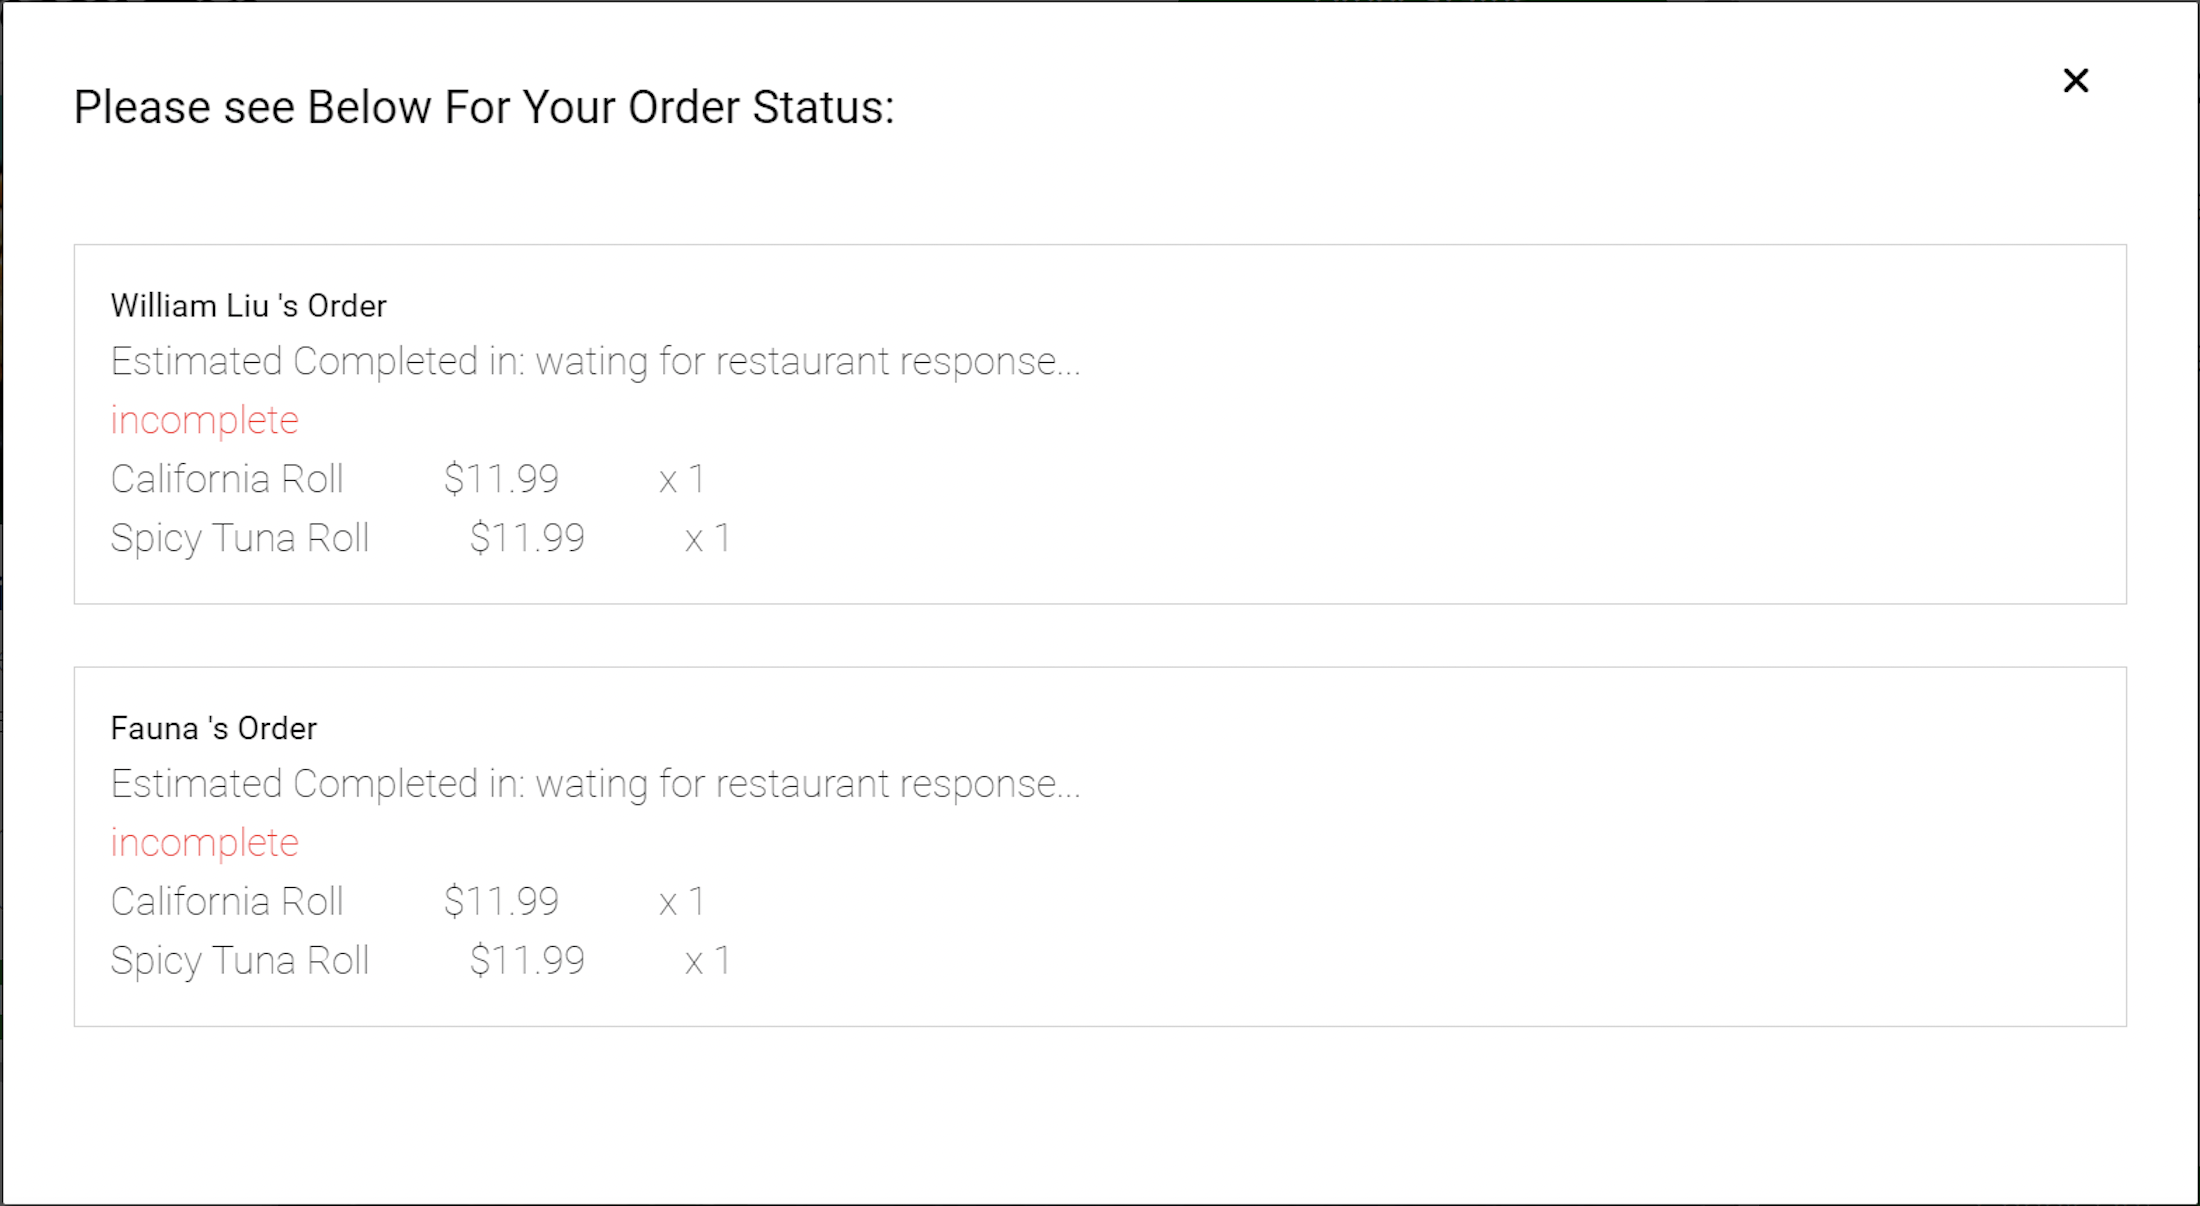 Please see Below For Your Order Status:
William Liu 's Order
Estimated Completed in: wating for restaurant response...
incomplete
California Roll $11.99 x 1
Spicy Tuna Roll $11.99 x 1
Fauna 's Order
Estimated Completed in: wating for restaurant response...
incomplete
California Roll $11.99 x 1
Spicy Tuna Roll $11.99 x 1